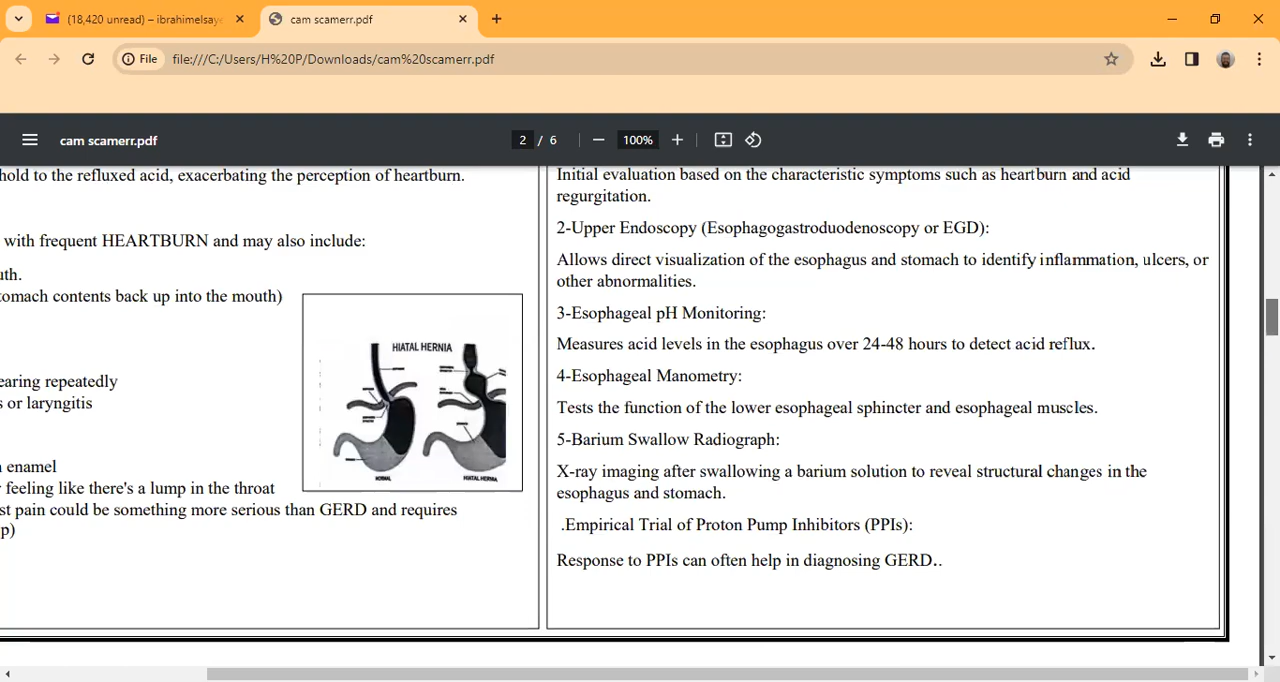 (18,420 unread) – ibrahimelsaye
cam scamerr.pdf
File
file:///C:/Users/H%20P/Downloads/cam%20scamerr.pdf
cam scamerr.pdf
2 / 6
100%
hold to the refluxed acid, exacerbating the perception of heartburn.
with frequent HEARTBURN and may also include:
uth.
tomach contents back up into the mouth)
earing repeatedly
s or laryngitis
n enamel
feeling like there's a lump in the throat
st pain could be something more serious than GERD and requires
p)
HIATAL HERNIA
NORMAL
HIATAL HERNIA
Initial evaluation based on the characteristic symptoms such as heartburn and acid
regurgitation.
2-Upper Endoscopy (Esophagogastroduodenoscopy or EGD):
Allows direct visualization of the esophagus and stomach to identify inflammation, ulcers, or
other abnormalities.
3-Esophageal pH Monitoring:
Measures acid levels in the esophagus over 24-48 hours to detect acid reflux.
4-Esophageal Manometry:
Tests the function of the lower esophageal sphincter and esophageal muscles.
5-Barium Swallow Radiograph:
X-ray imaging after swallowing a barium solution to reveal structural changes in the
esophagus and stomach.
.Empirical Trial of Proton Pump Inhibitors (PPIs):
Response to PPIs can often help in diagnosing GERD..